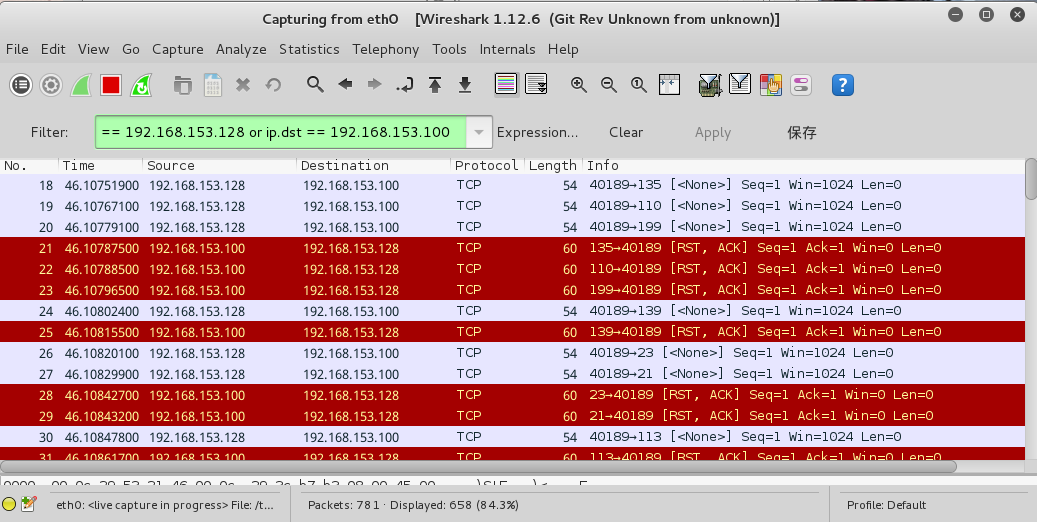 Capturing from eth0 [Wireshark 1.12.6 (Git Rev Unknown from unknown)]
File Edit View Go Capture Analyze Statistics Telephony Tools Internals Help
Filter: == 192.168.153.128 or ip.dst == 192.168.153.100 Expression... Clear Apply 保存
No. Time Source Destination Protocol Length Info
18 46.10751900 192.168.153.128 192.168.153.100 TCP 54 40189→135 [<None>] Seq=1 Win=1024 Len=0
19 46.10767100 192.168.153.128 192.168.153.100 TCP 54 40189→110 [<None>] Seq=1 Win=1024 Len=0
20 46.10779100 192.168.153.128 192.168.153.100 TCP 54 40189→199 [<None>] Seq=1 Win=1024 Len=0
21 46.10787500 192.168.153.100 192.168.153.128 TCP 60 135→40189 [RST, ACK] Seq=1 Ack=1 Win=0 Len=0
22 46.10788500 192.168.153.100 192.168.153.128 TCP 60 110→40189 [RST, ACK] Seq=1 Ack=1 Win=0 Len=0
23 46.10796500 192.168.153.100 192.168.153.128 TCP 60 199→40189 [RST, ACK] Seq=1 Ack=1 Win=0 Len=0
24 46.10802400 192.168.153.128 192.168.153.100 TCP 54 40189→139 [<None>] Seq=1 Win=1024 Len=0
25 46.10815500 192.168.153.100 192.168.153.128 TCP 60 139→40189 [RST, ACK] Seq=1 Ack=1 Win=0 Len=0
26 46.10820100 192.168.153.128 192.168.153.100 TCP 54 40189→23 [<None>] Seq=1 Win=1024 Len=0
27 46.10829900 192.168.153.128 192.168.153.100 TCP 54 40189→21 [<None>] Seq=1 Win=1024 Len=0
28 46.10842700 192.168.153.100 192.168.153.128 TCP 60 23→40189 [RST, ACK] Seq=1 Ack=1 Win=0 Len=0
29 46.10843200 192.168.153.100 192.168.153.128 TCP 60 21→40189 [RST, ACK] Seq=1 Ack=1 Win=0 Len=0
30 46.10847800 192.168.153.128 192.168.153.100 TCP 54 40189→113 [<None>] Seq=1 Win=1024 Len=0
31 46.10861700 192.168.153.100 192.168.153.128 TCP 60 113→40189 [RST, ACK] Seq=1 Ack=1 Win=0 Len=0
eth0: <live capture in progress> File: /t... Packets: 781 · Displayed: 658 (84.3%) Profile: Default